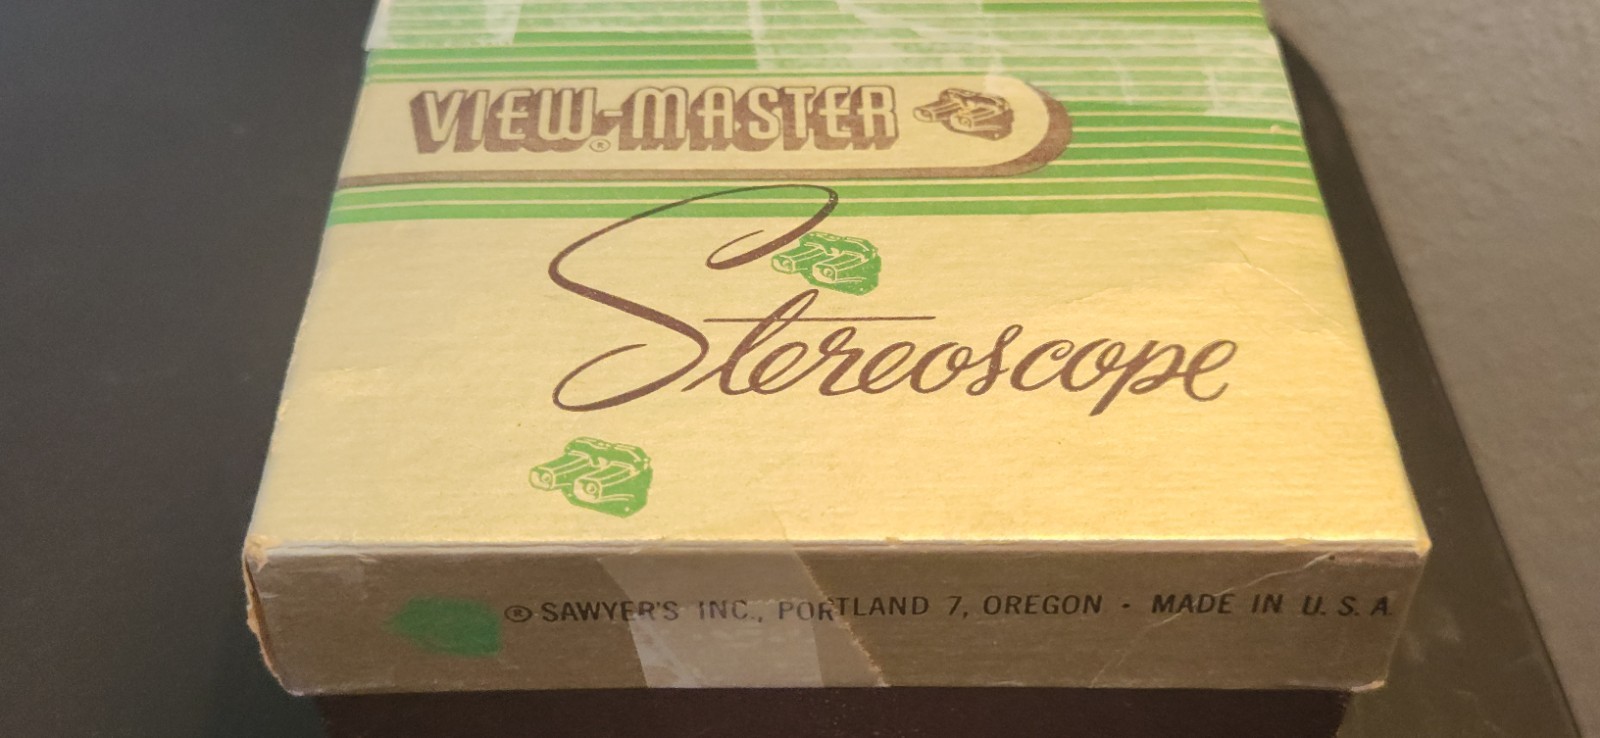 VIEW-MASTER
®
Stereoscope
® SAWYER'S INC., PORTLAND 7, OREGON · MADE IN U. S. A.